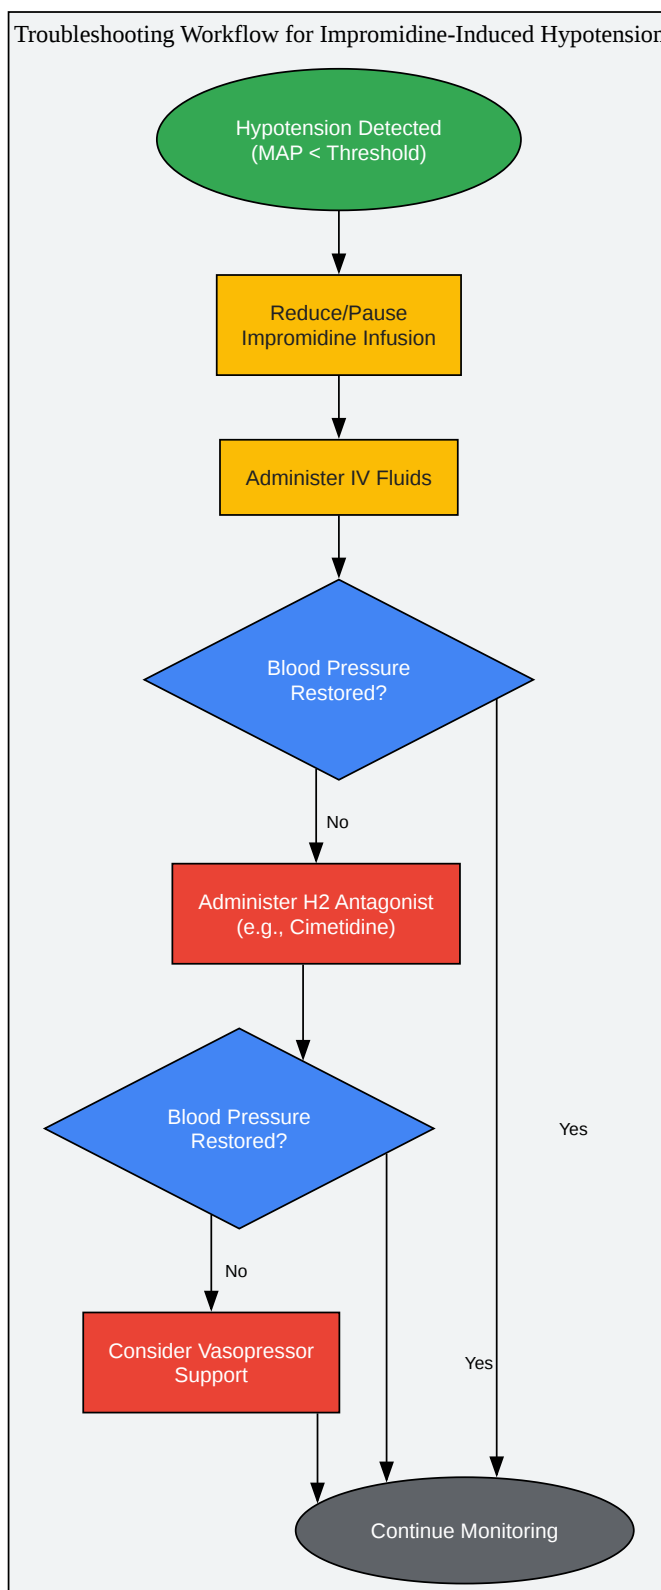 Troubleshooting Workflow for Impromidine-Induced Hypotension
Hypotension Detected
(MAP < Threshold)
Reduce/Pause
Impromidine Infusion
Administer IV Fluids
Blood Pressure
Restored?
No
Administer H2 Antagonist
(e.g., Cimetidine)
Blood Pressure
Restored?
Yes
No
Consider Vasopressor
Support
Yes
Continue Monitoring